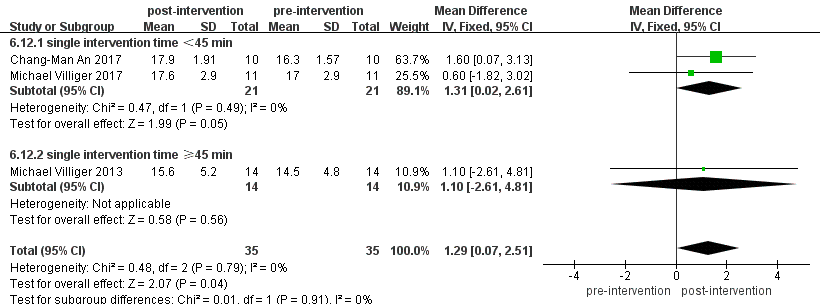 post-intervention pre-intervention Mean Difference Mean Difference
Study or Subgroup Mean SD Total Mean SD Total Weight IV, Fixed, 95% CI IV, Fixed, 95% CI
6.12.1 single intervention time <45 min
Chang-Man An 2017 17.9 1.91 10 16.3 1.57 10 63.7% 1.60 [0.07, 3.13]
Michael Villiger 2017 17.6 2.9 11 17 2.9 11 25.5% 0.60 [-1.82, 3.02]
Subtotal (95% CI) 21 21 89.1% 1.31 [0.02, 2.61]
Heterogeneity: Chi² = 0.47, df = 1 (P = 0.49); I² = 0%
Test for overall effect: Z = 1.99 (P = 0.05)
6.12.2 single intervention time ≥45 min
Michael Villiger 2013 15.6 5.2 14 14.5 4.8 14 10.9% 1.10 [-2.61, 4.81]
Subtotal (95% CI) 14 14 10.9% 1.10 [-2.61, 4.81]
Heterogeneity: Not applicable
Test for overall effect: Z = 0.58 (P = 0.56)
Total (95% CI) 35 35 100.0% 1.29 [0.07, 2.51]
Heterogeneity: Chi² = 0.48, df = 2 (P = 0.79); I² = 0%
Test for overall effect: Z = 2.07 (P = 0.04)
Test for subgroup differences: Chi² = 0.01, df = 1 (P = 0.91), I² = 0%
-4 -2 0 2 4
pre-intervention post-intervention